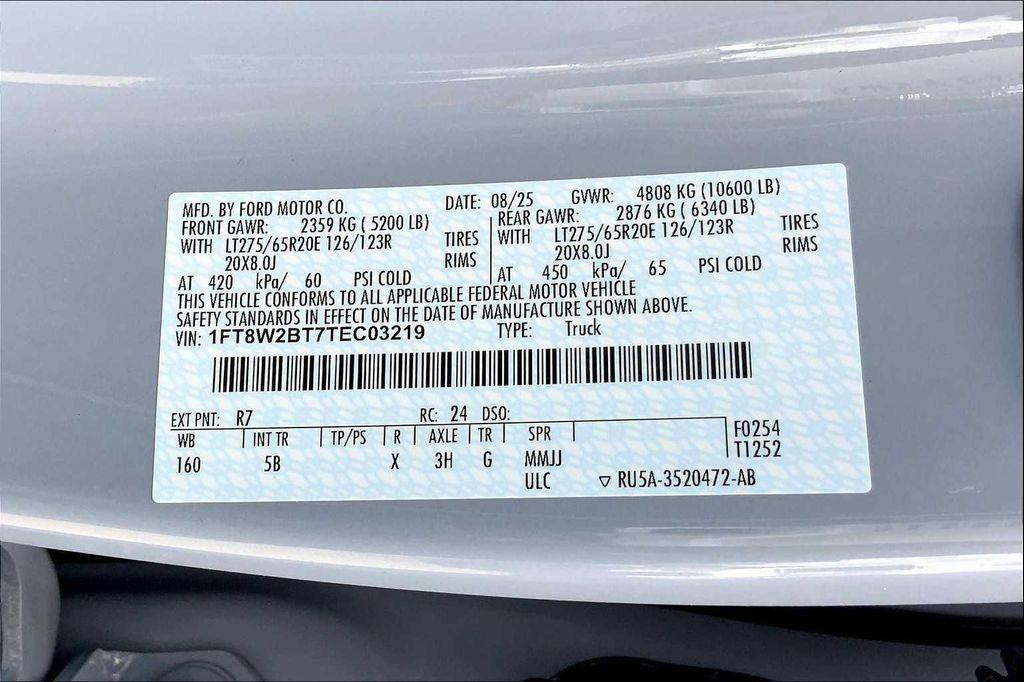 MFD. BY FORD MOTOR CO. DATE: 08/25 GVWR: 4808 KG (10600 LB)
FRONT GAWR: 2359 KG ( 5200 LB) REAR GAWR: 2876 KG ( 6340 LB)
WITH LT275/65R20E 126/123R TIRES WITH LT275/65R20E 126/123R TIRES
20X8.0J RIMS 20X8.0J RIMS
AT 420 kPa/ 60 PSI COLD AT 450 kPa/ 65 PSI COLD
THIS VEHICLE CONFORMS TO ALL APPLICABLE FEDERAL MOTOR VEHICLE
SAFETY STANDARDS IN EFFECT ON THE DATE OF MANUFACTURE SHOWN ABOVE.
VIN: 1FT8W2BT7TEC03219 TYPE: Truck
EXT PNT: R7 RC: 24 DSO:
WB INT TR TP/PS R AXLE TR SPR F0254
160 5B X 3H G MMJJ T1252
ULC ▽ RU5A-3520472-AB